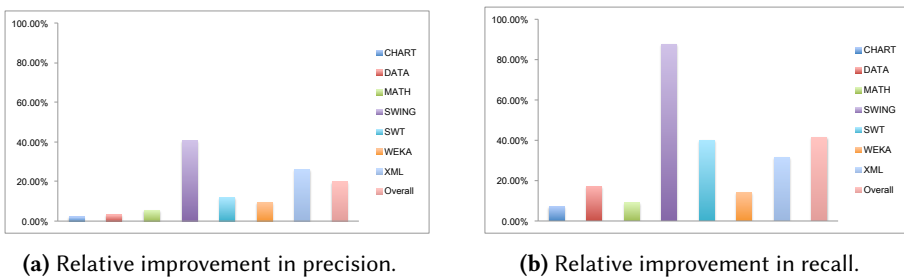 100.00%
80.00%
60.00%
40.00%
20.00%
0.00%
CHART
DATA
MATH
SWING
SWT
WEKA
XML
Overall
(a) Relative improvement in precision.
100.00%
80.00%
60.00%
40.00%
20.00%
0.00%
CHART
DATA
MATH
SWING
SWT
WEKA
XML
Overall
(b) Relative improvement in recall.